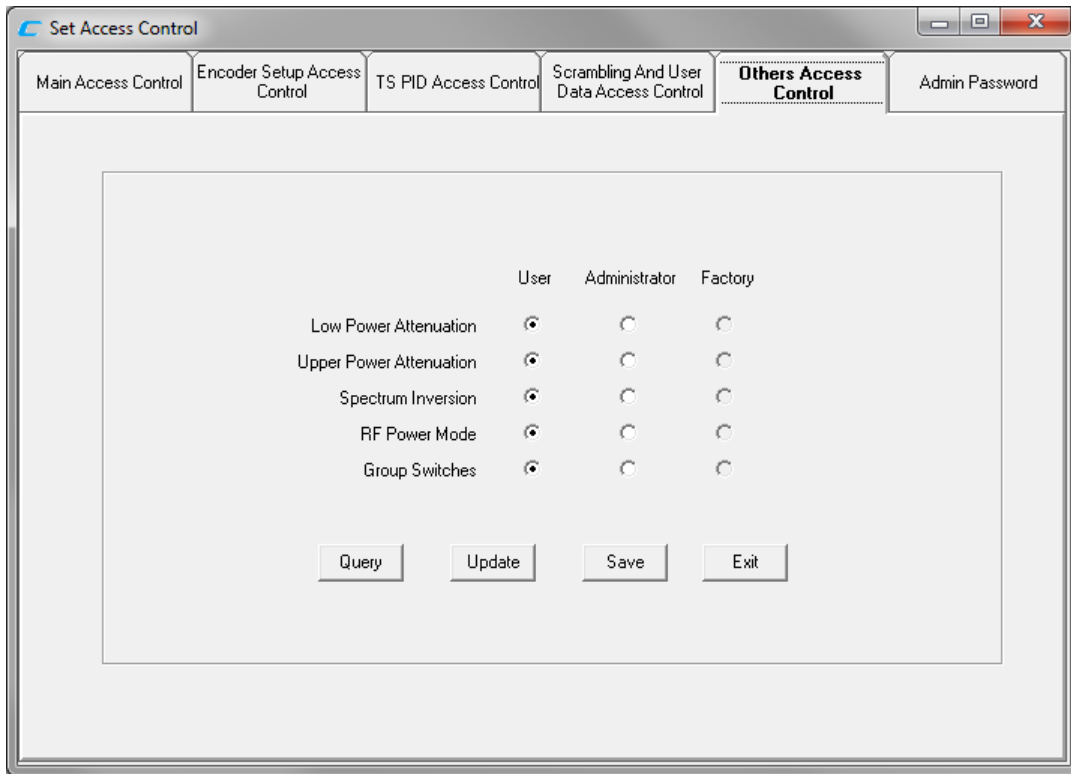 Set Access Control
Main Access Control
Encoder Setup Access
Control
TS PID Access Control
Scrambling And User
Data Access Control
Others Access
Control
Admin Password
User Administrator Factory
Low Power Attenuation
Upper Power Attenuation
Spectrum Inversion
RF Power Mode
Group Switches
Query Update Save Exit